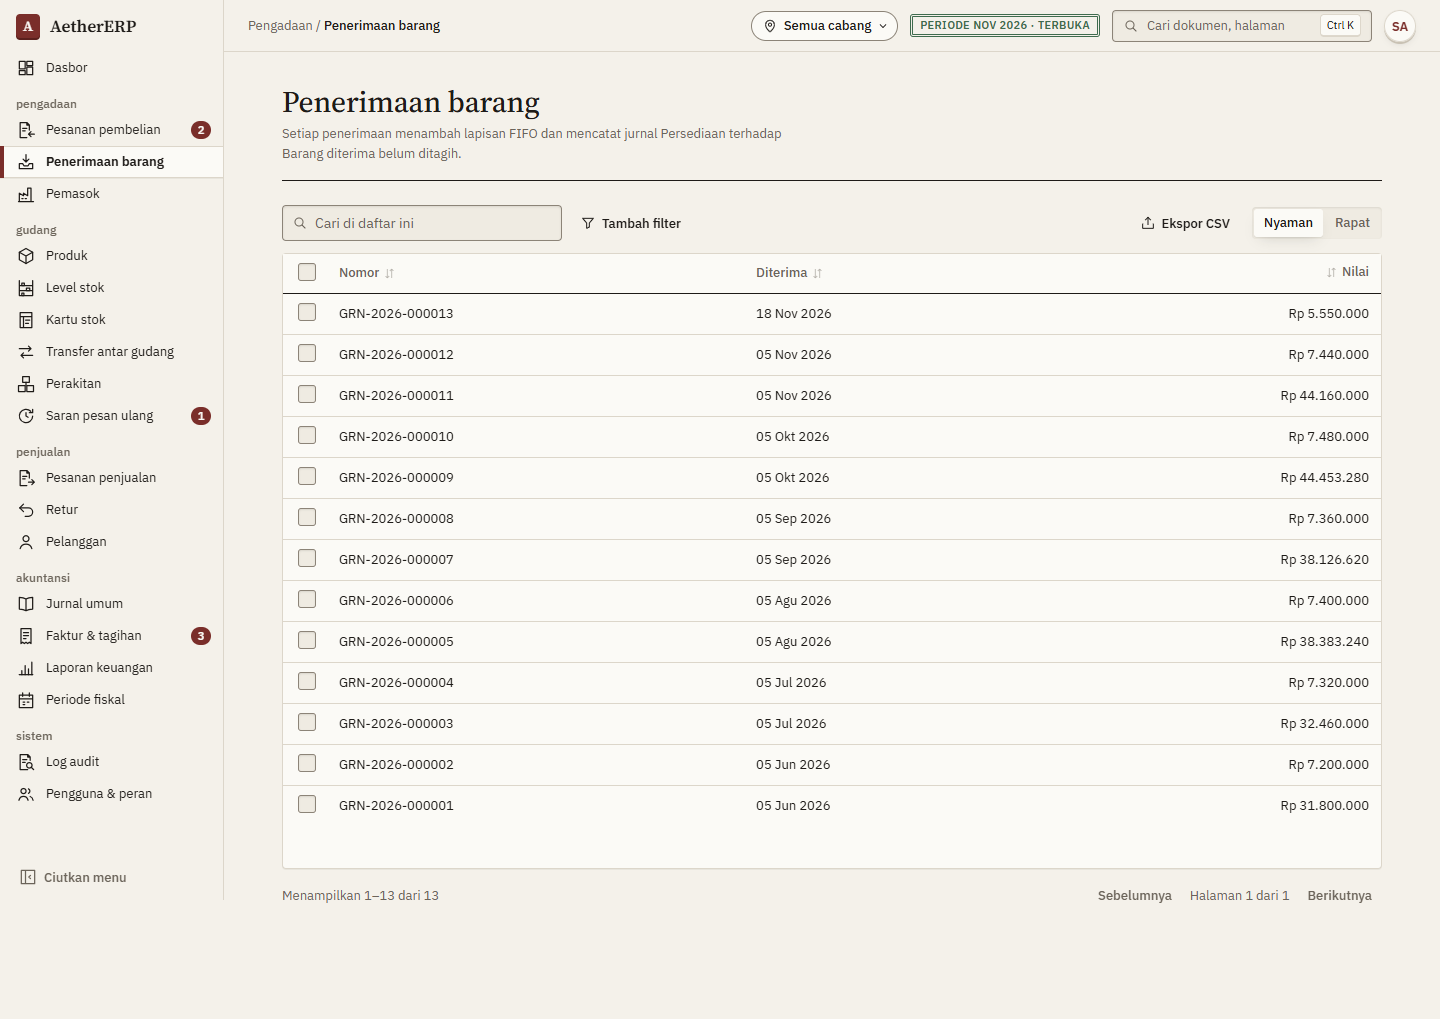 A AetherERP
Dasbor
pengadaan
Pesanan pembelian 2
Penerimaan barang
Pemasok
gudang
Produk
Level stok
Kartu stok
Transfer antar gudang
Perakitan
Saran pesan ulang 1
penjualan
Pesanan penjualan
Retur
Pelanggan
akuntansi
Jurnal umum
Faktur & tagihan 3
Laporan keuangan
Periode fiskal
sistem
Log audit
Pengguna & peran
Ciutkan menu
Pengadaan / Penerimaan barang
Semua cabang
PERIODE NOV 2026 · TERBUKA
Cari dokumen, halaman Ctrl K
SA
Penerimaan barang
Setiap penerimaan menambah lapisan FIFO dan mencatat jurnal Persediaan terhadap
Barang diterima belum ditagih.
Cari di daftar ini
Tambah filter
Ekspor CSV
Nyaman Rapat
Nomor Diterima Nilai
GRN-2026-000013 18 Nov 2026 Rp 5.550.000
GRN-2026-000012 05 Nov 2026 Rp 7.440.000
GRN-2026-000011 05 Nov 2026 Rp 44.160.000
GRN-2026-000010 05 Okt 2026 Rp 7.480.000
GRN-2026-000009 05 Okt 2026 Rp 44.453.280
GRN-2026-000008 05 Sep 2026 Rp 7.360.000
GRN-2026-000007 05 Sep 2026 Rp 38.126.620
GRN-2026-000006 05 Agu 2026 Rp 7.400.000
GRN-2026-000005 05 Agu 2026 Rp 38.383.240
GRN-2026-000004 05 Jul 2026 Rp 7.320.000
GRN-2026-000003 05 Jul 2026 Rp 32.460.000
GRN-2026-000002 05 Jun 2026 Rp 7.200.000
GRN-2026-000001 05 Jun 2026 Rp 31.800.000
Menampilkan 1–13 dari 13
Sebelumnya Halaman 1 dari 1 Berikutnya